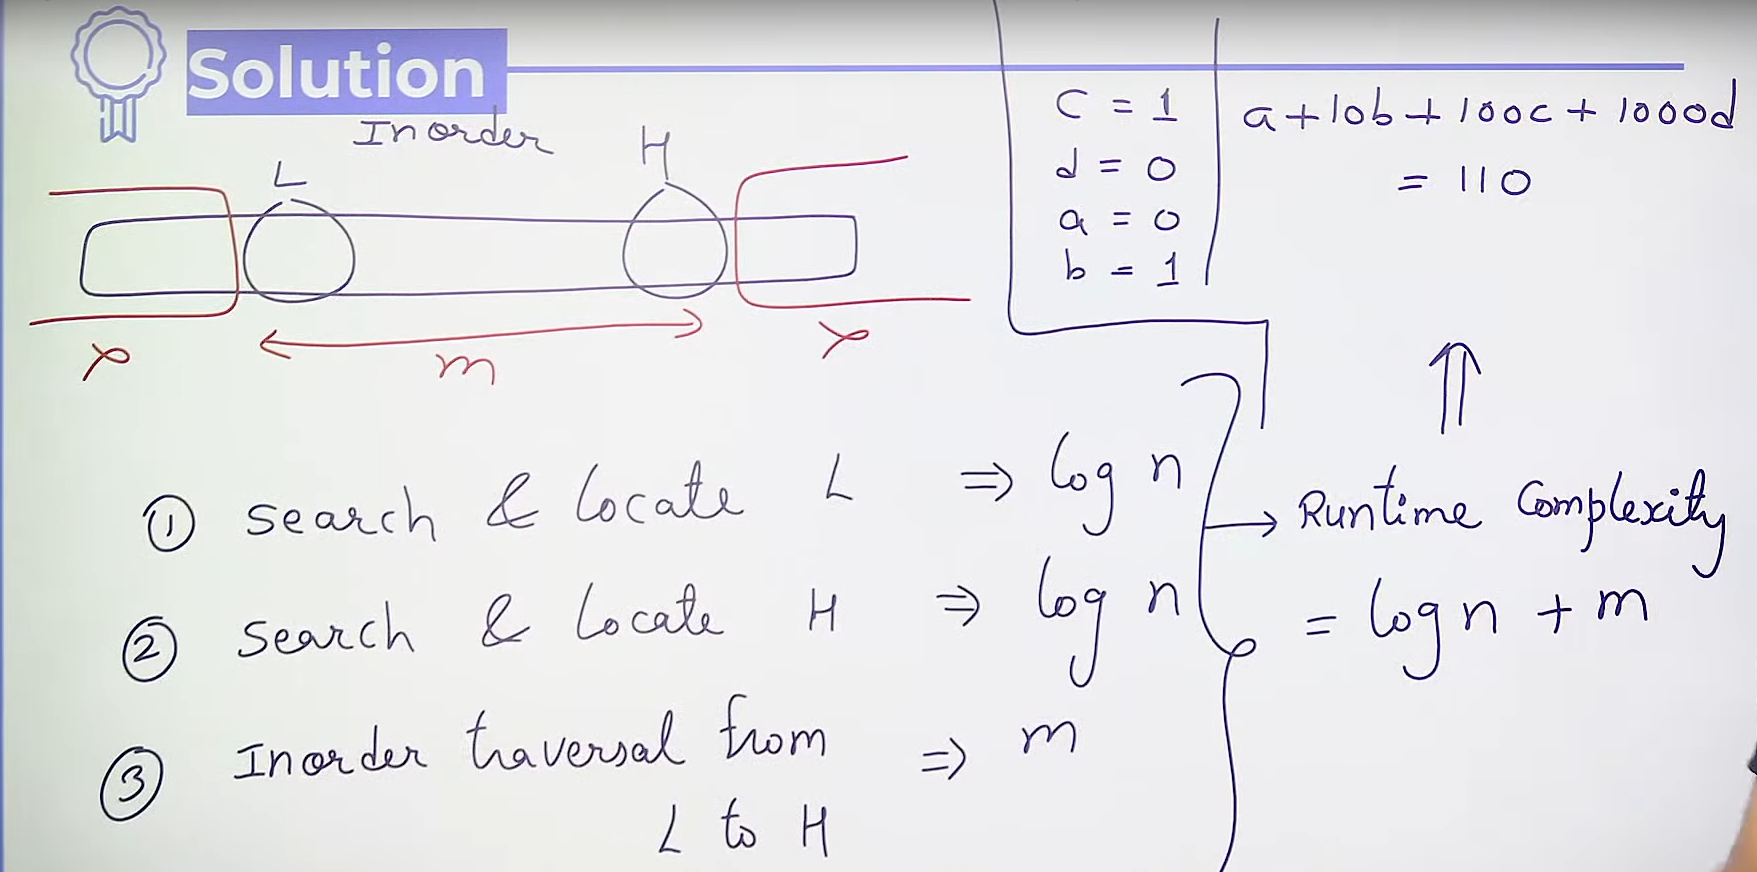 Solution
Inorder
L
H
m
C = 1
d = 0
a = 0
b = 1
a + 10b + 100c + 1000d
= 110
① Search & Locate L ⇒ log n
② Search & Locate H ⇒ log n
③ Inorder traversal from ⇒ m
L to H
→ Runtime Complexity
= log n + m